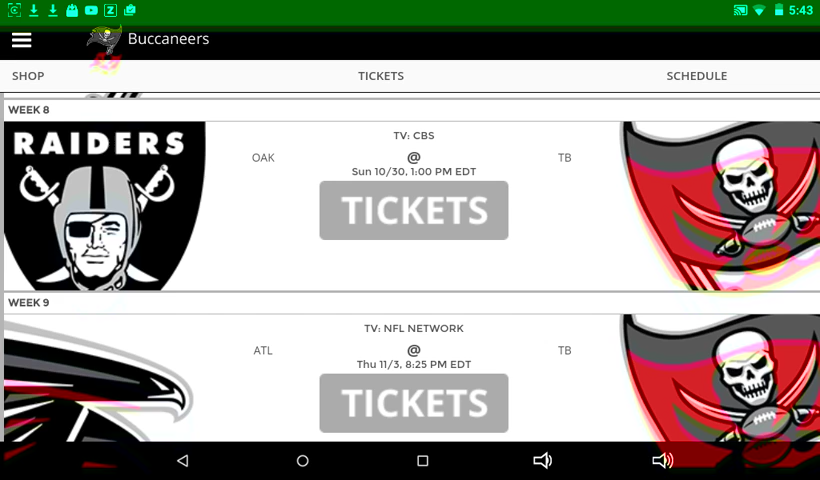 5:43
Buccaneers
SHOP TICKETS SCHEDULE
WEEK 8
RAIDERS
TV: CBS
OAK @ TB
Sun 10/30, 1:00 PM EDT
TICKETS
WEEK 9
TV: NFL NETWORK
ATL @ TB
Thu 11/3, 8:25 PM EDT
TICKETS